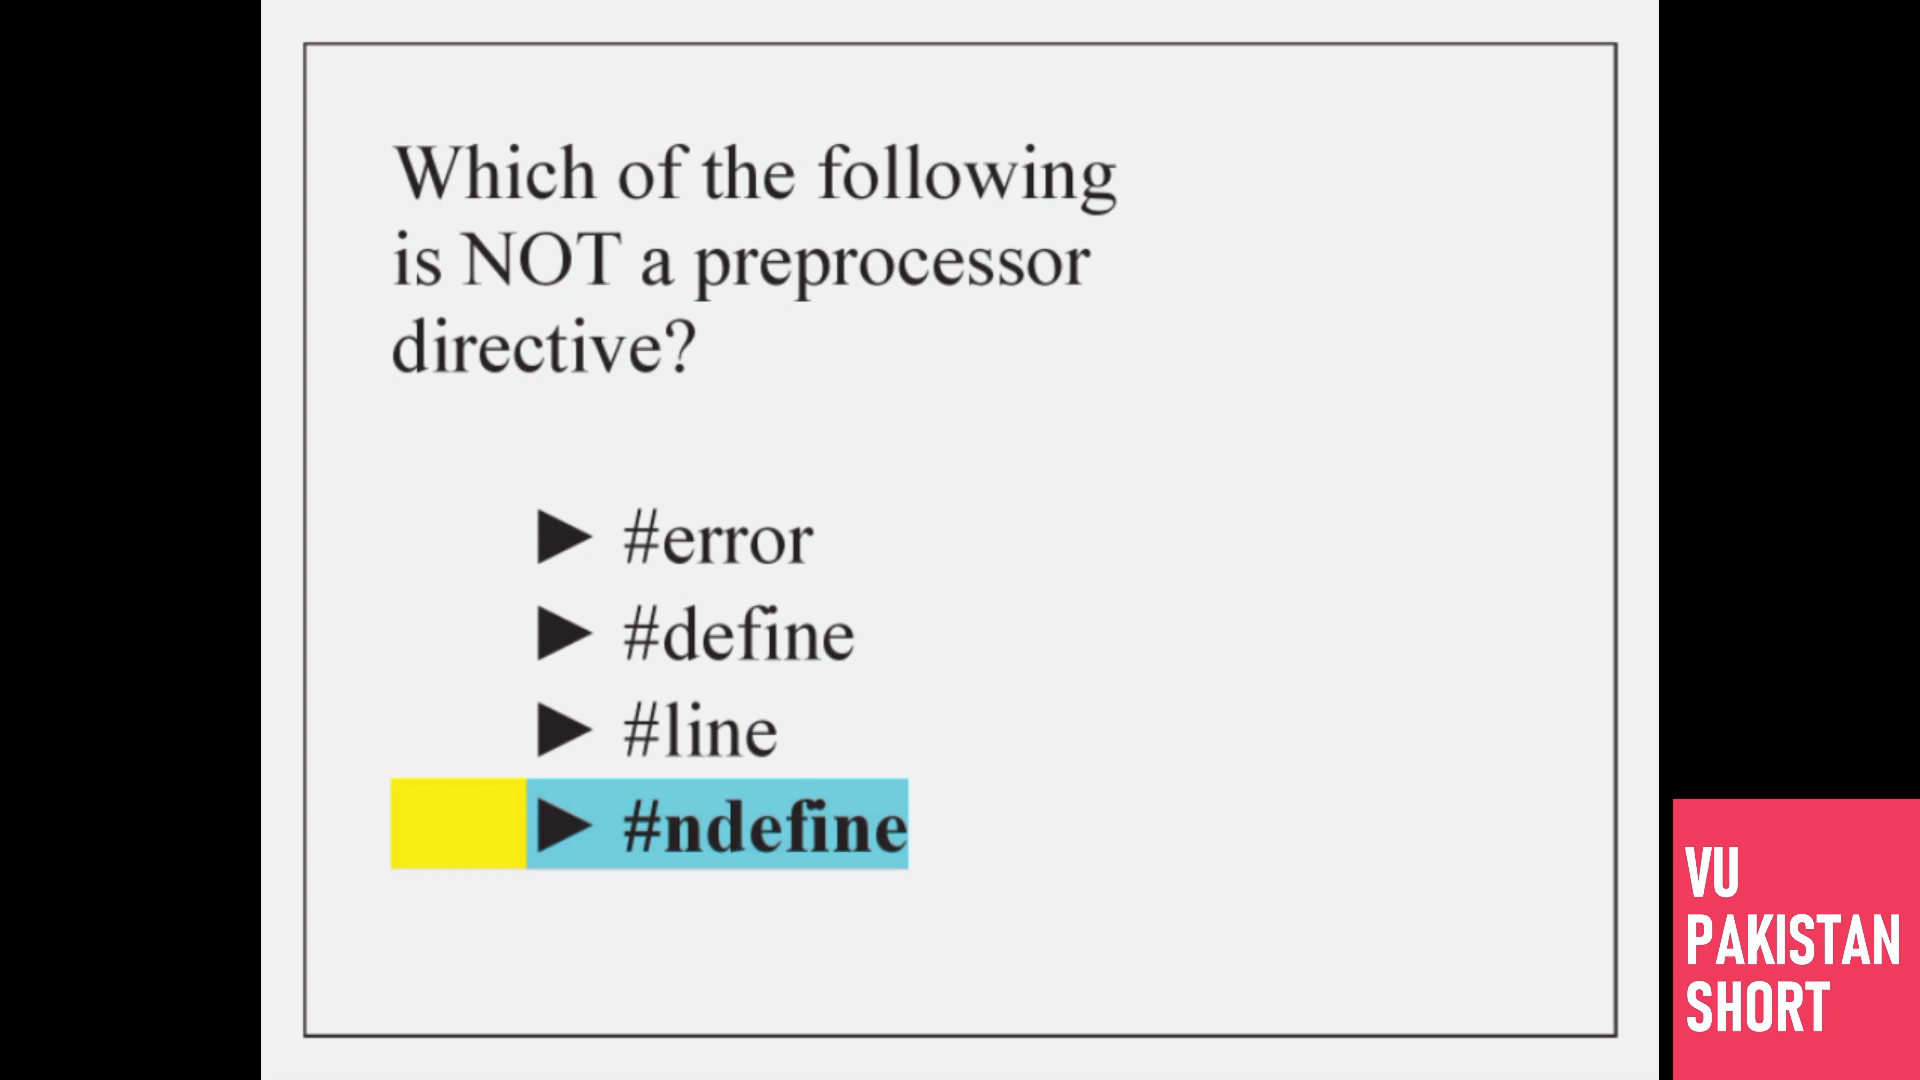 Which of the following
is NOT a preprocessor
directive?
► #error
► #define
► #line
► #ndefine
VU
PAKISTAN
SHORT